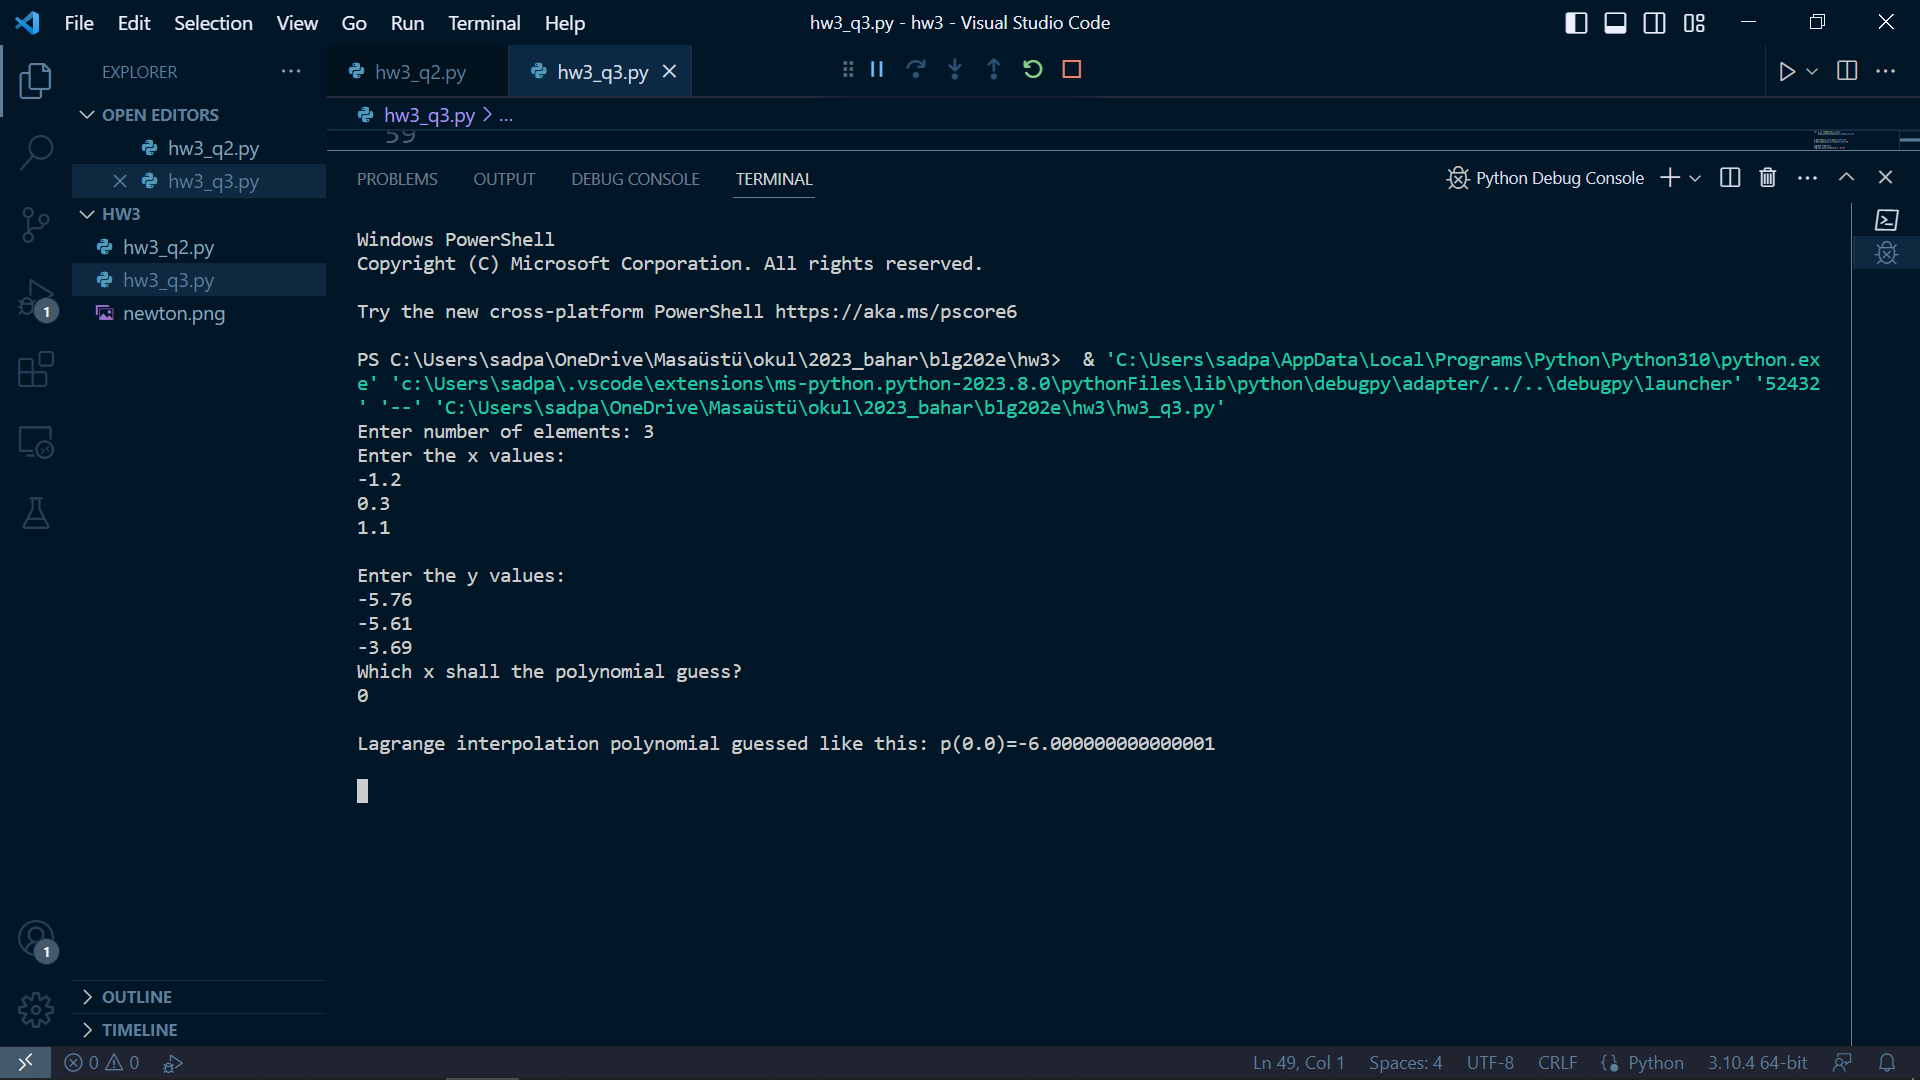 File Edit Selection View Go Run Terminal Help
hw3_q3.py - hw3 - Visual Studio Code
EXPLORER
OPEN EDITORS
hw3_q2.py
hw3_q3.py
HW3
hw3_q2.py
hw3_q3.py
newton.png
OUTLINE
TIMELINE
1
1
hw3_q2.py
hw3_q3.py
hw3_q3.py > ...
59
PROBLEMS OUTPUT DEBUG CONSOLE TERMINAL
Python Debug Console
Windows PowerShell
Copyright (C) Microsoft Corporation. All rights reserved.
Try the new cross-platform PowerShell https://aka.ms/pscore6
PS C:\Users\sadpa\OneDrive\Masaüstü\okul\2023_bahar\blg202e\hw3>  & 'C:\Users\sadpa\AppData\Local\Programs\Python\Python310\python.ex
e' 'c:\Users\sadpa\.vscode\extensions\ms-python.python-2023.8.0\pythonFiles\lib\python\debugpy\adapter/../..\debugpy\launcher' '52432
' '--' 'C:\Users\sadpa\OneDrive\Masaüstü\okul\2023_bahar\blg202e\hw3\hw3_q3.py'
Enter number of elements: 3
Enter the x values:
-1.2
0.3
1.1
Enter the y values:
-5.76
-5.61
-3.69
Which x shall the polynomial guess?
0
Lagrange interpolation polynomial guessed like this: p(0.0)=-6.000000000000001
0 0
Ln 49, Col 1 Spaces: 4 UTF-8 CRLF Python 3.10.4 64-bit